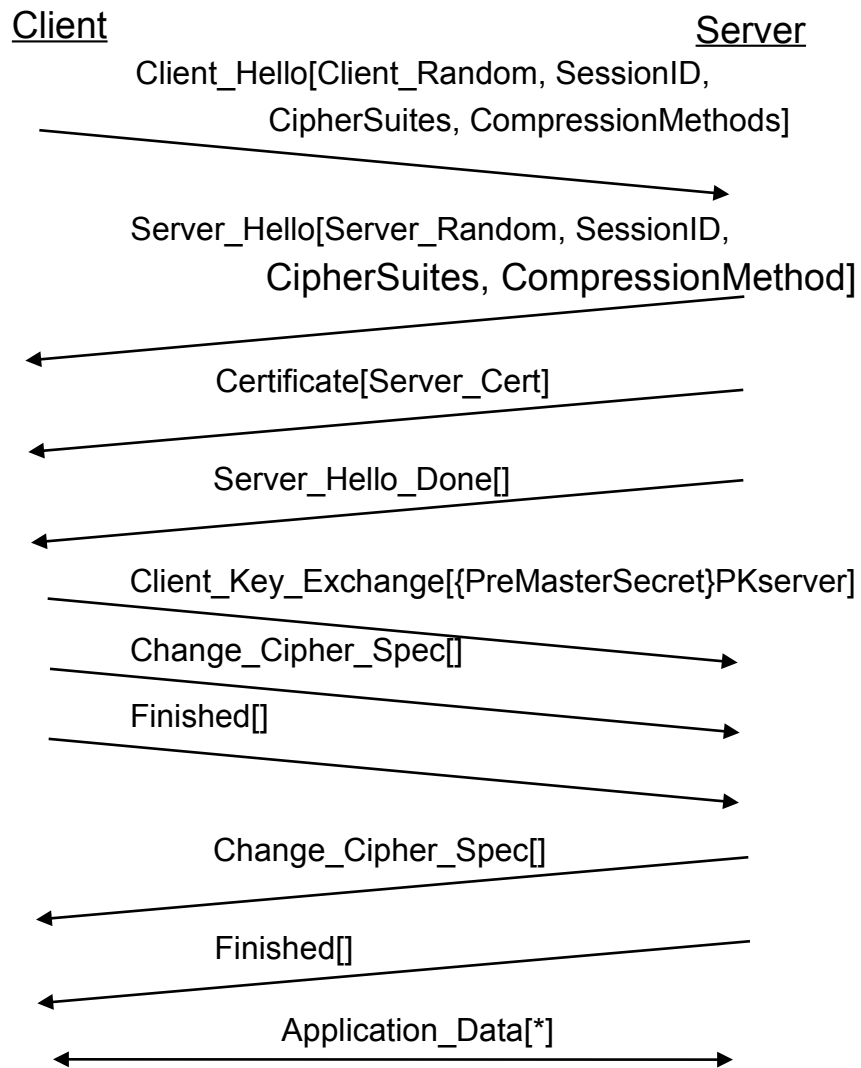 Client
Server
Client_Hello[Client_Random, SessionID,
CipherSuites, CompressionMethods]
Server_Hello[Server_Random, SessionID,
CipherSuites, CompressionMethod]
Certificate[Server_Cert]
Server_Hello_Done[]
Client_Key_Exchange[{PreMasterSecret}PKserver]
Change_Cipher_Spec[]
Finished[]
Change_Cipher_Spec[]
Finished[]
Application_Data[*]